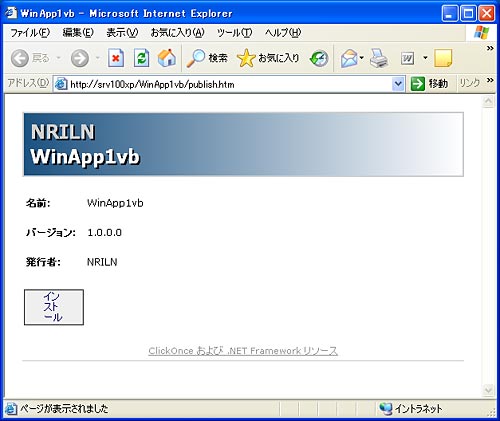 WinApp1vb - Microsoft Internet Explorer
ファイル(F) 編集(E) 表示(V) お気に入り(A) ツール(T) ヘルプ(H) »
戻る 検索 お気に入り W »
アドレス(D) http://srv100xp/WinApp1vb/publish.htm 移動 リンク »
NRILN
WinApp1vb
名前: WinApp1vb
バージョン: 1.0.0.0
発行者: NRILN
イン
スト
ール
ClickOnce および .NET Framework リソース
ページが表示されました イントラネット